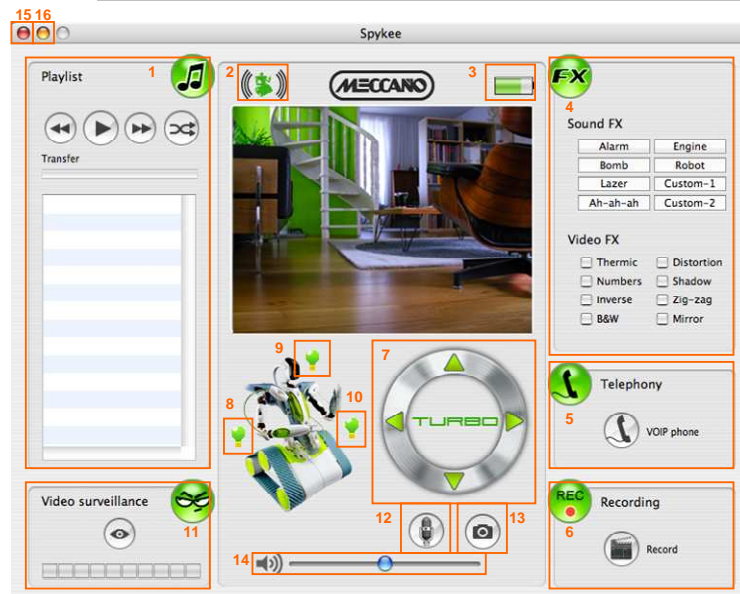 15 16
Spykee
Playlist 1
2
MECCANO
3
FX
4
Transfer
Sound FX
Alarm Engine
Bomb Robot
Lazer Custom-1
Ah-ah-ah Custom-2
Video FX
Thermic Distortion
Numbers Shadow
Inverse Zig-zag
B&W Mirror
9
10
8
7
TURBO
Telephony
5
VOIP phone
Video surveillance
11
12
13
14
REC
Recording
6
Record